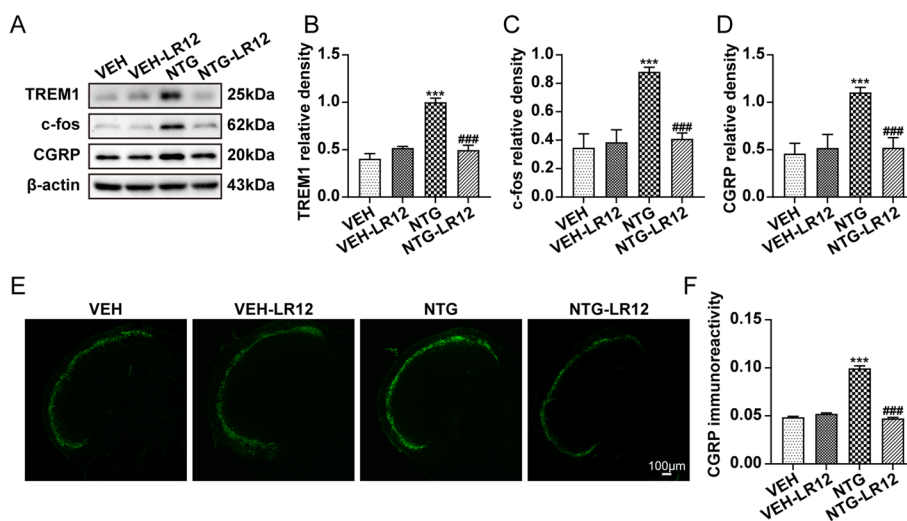 A
VEH
VEH-LR12
NTG
NTG-LR12
TREM1
25kDa
c-fos
62kDa
CGRP
20kDa
β-actin
43kDa
B
TREM1 relative density
1.5
1.0
0.5
0.0
***
###
VEH
VEH-LR12
NTG
NTG-LR12
C
c-fos relative density
1.0
0.8
0.6
0.4
0.2
0.0
***
###
VEH
VEH-LR12
NTG
NTG-LR12
D
CGRP relative density
1.5
1.0
0.5
0.0
***
###
VEH
VEH-LR12
NTG
NTG-LR12
E
VEH
VEH-LR12
NTG
NTG-LR12
100μm
F
CGRP immunoreactivity
0.15
0.10
0.05
0.00
***
###
VEH
VEH-LR12
NTG
NTG-LR12